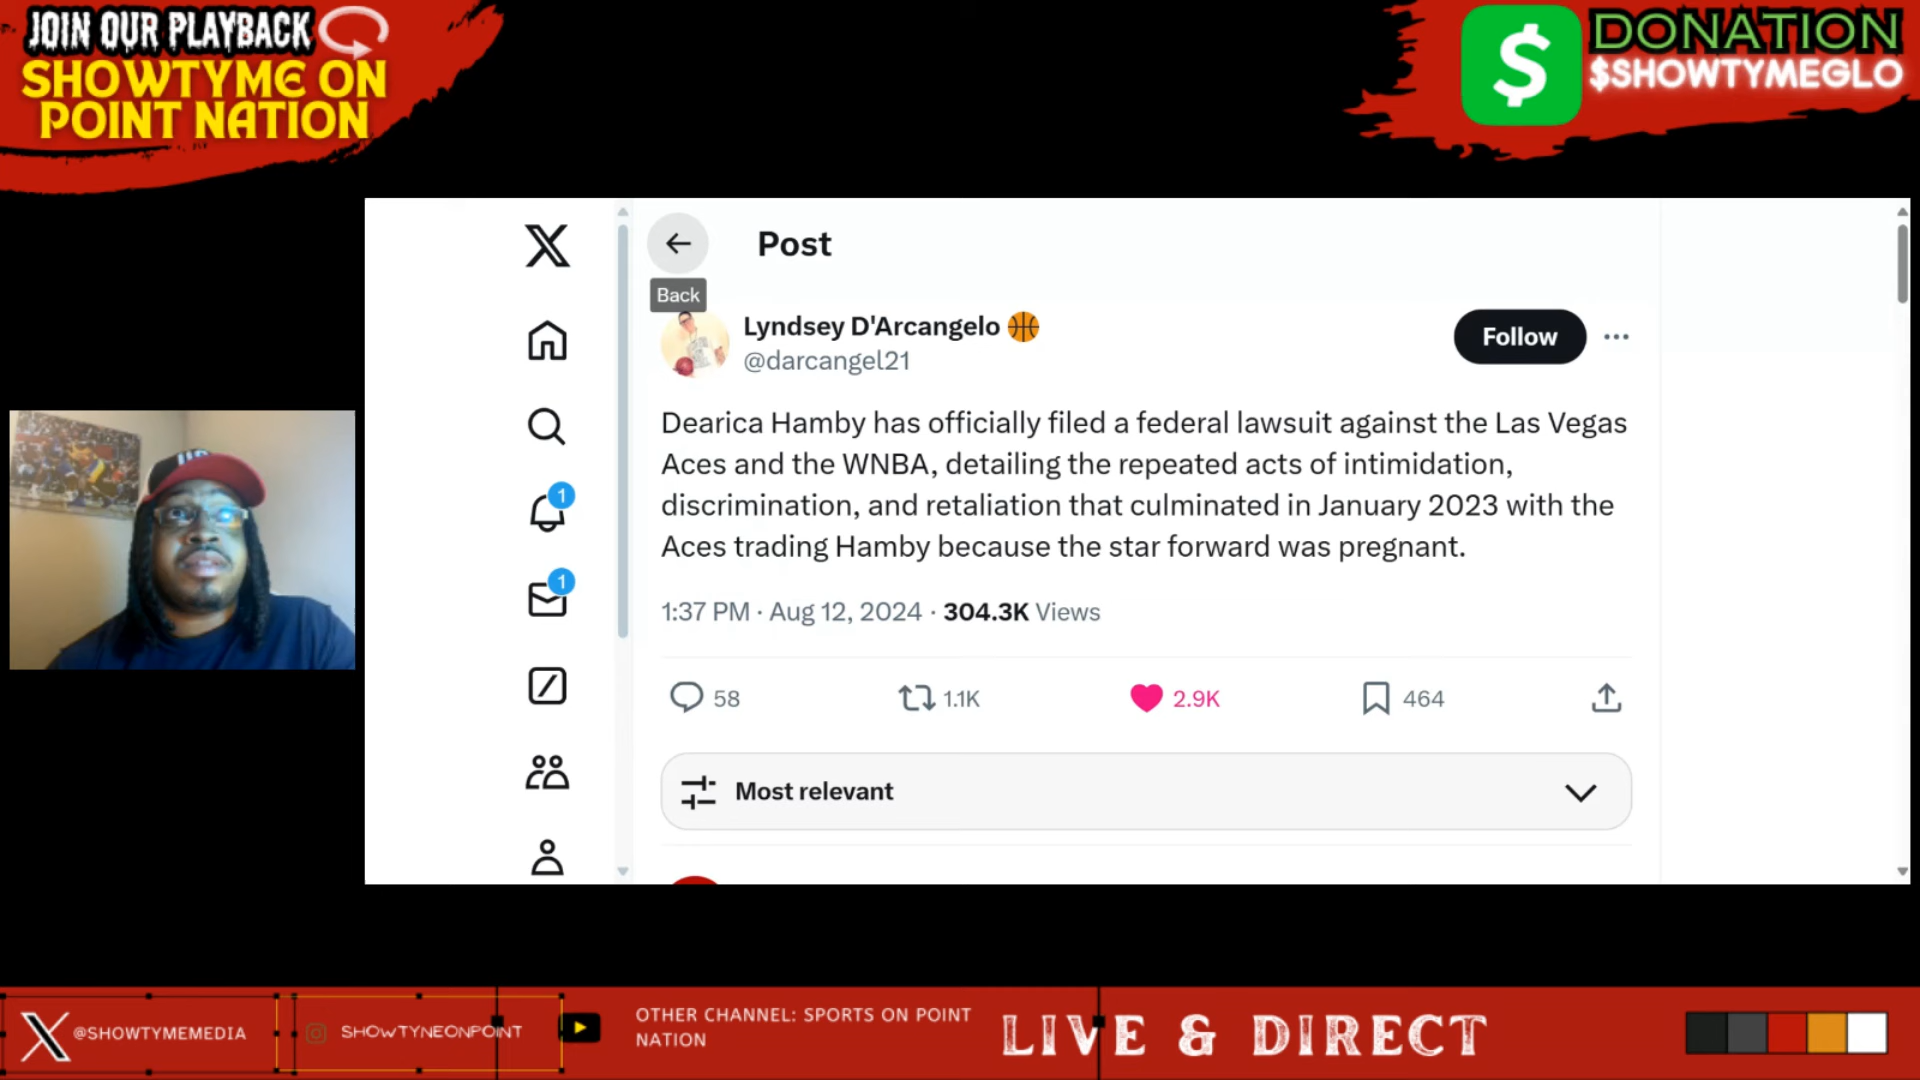 JOIN OUR PLAYBACK
SHOWTYME ON
POINT NATION
$
DONATION
$SHOWTYMEGLO
Post
Back
Lyndsey D'Arcangelo
@darcangel21
Follow
Dearica Hamby has officially filed a federal lawsuit against the Las Vegas
Aces and the WNBA, detailing the repeated acts of intimidation,
discrimination, and retaliation that culminated in January 2023 with the
Aces trading Hamby because the star forward was pregnant.
1:37 PM · Aug 12, 2024 · 304.3K Views
1
1
58
1.1K
2.9K
464
Most relevant
@SHOWTYMEMEDIA
SHOWTYNEONPOINT
OTHER CHANNEL: SPORTS ON POINT
NATION
LIVE & DIRECT